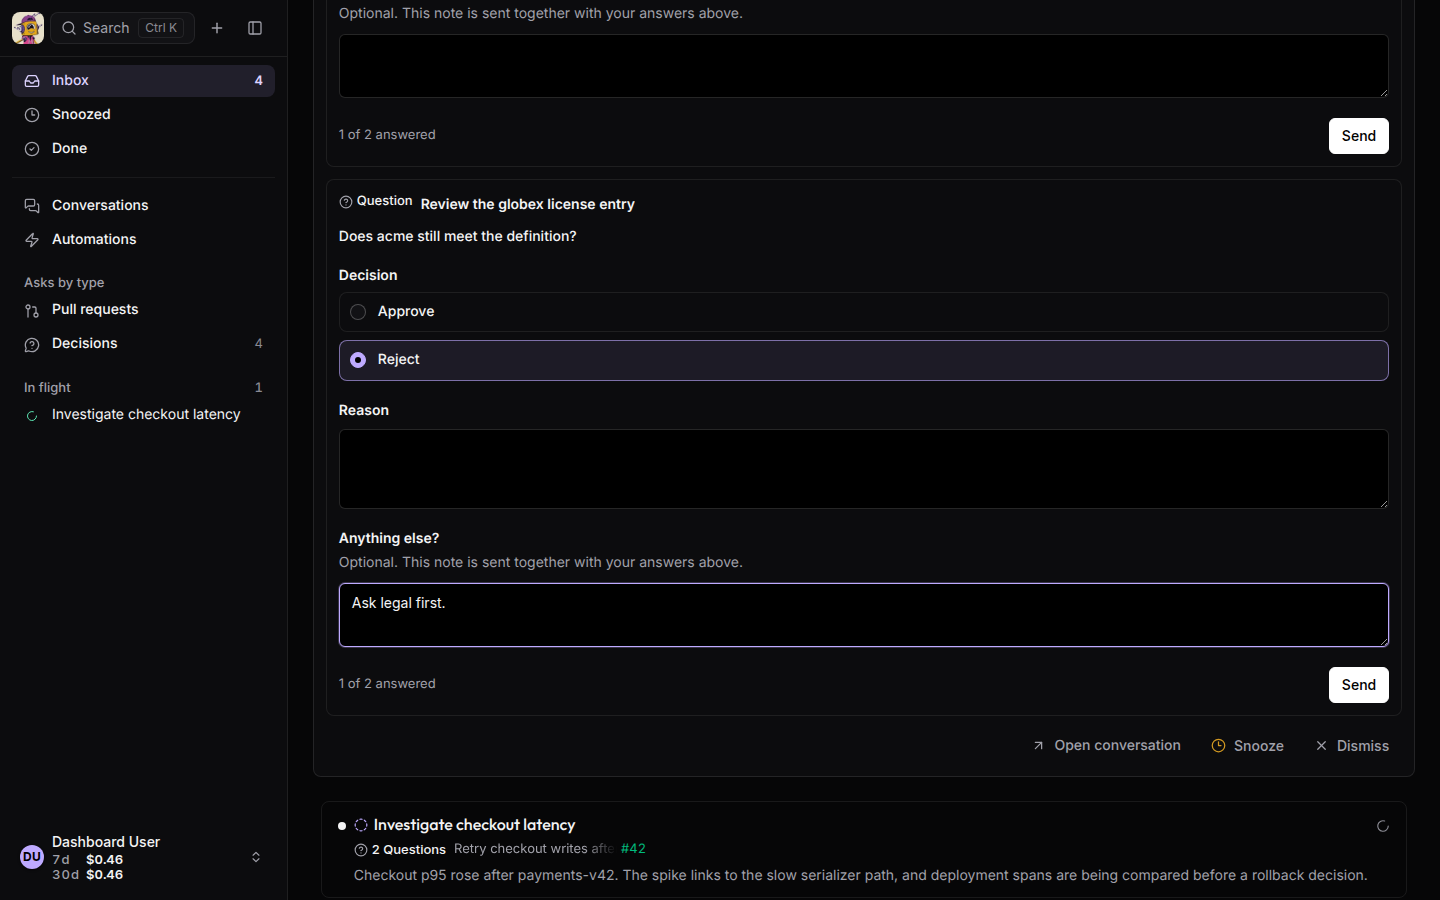 Search Ctrl K
Inbox 4
Snoozed
Done
Conversations
Automations
Asks by type
Pull requests
Decisions 4
In flight 1
Investigate checkout latency
Dashboard User
DU
7d $0.46
30d $0.46
Optional. This note is sent together with your answers above.
1 of 2 answered
Send
Question Review the globex license entry
Does acme still meet the definition?
Decision
Approve
Reject
Reason
Anything else?
Optional. This note is sent together with your answers above.
Ask legal first.
1 of 2 answered
Send
Open conversation Snooze Dismiss
Investigate checkout latency
2 Questions Retry checkout writes afte #42
Checkout p95 rose after payments-v42. The spike links to the slow serializer path, and deployment spans are being compared before a rollback decision.